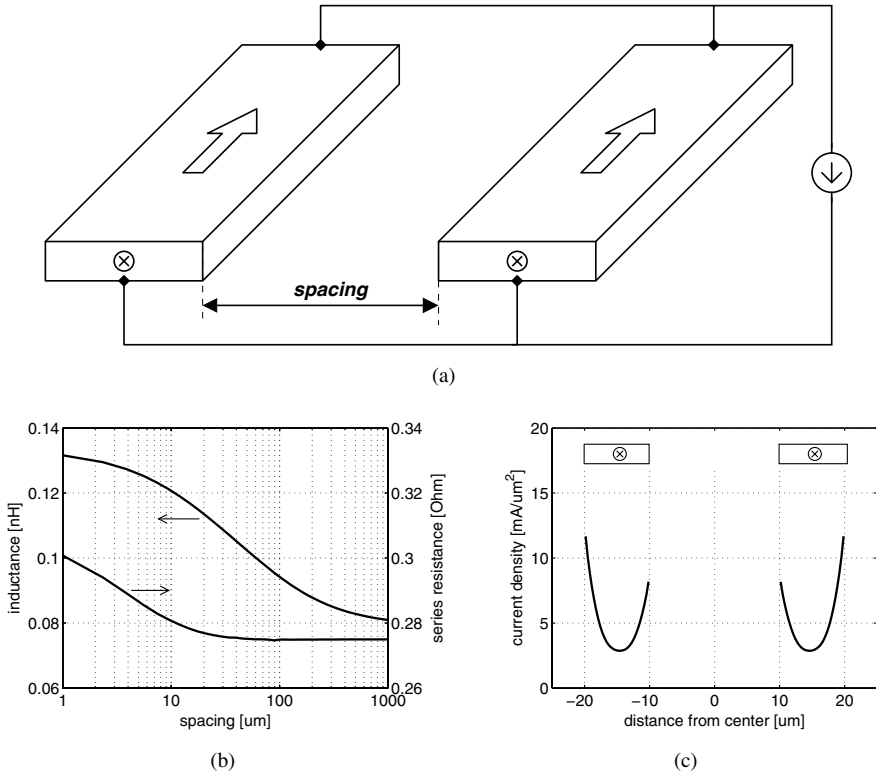 spacing
(a)
0.14
0.12
0.1
0.08
0.06
inductance [nH]
0.34
0.32
0.3
0.28
0.26
series resistance [Ohm]
1
10
100
1000
spacing [um]
(b)
20
15
10
5
0
current density [mA/um²]
−20
−10
0
10
20
distance from center [um]
(c)